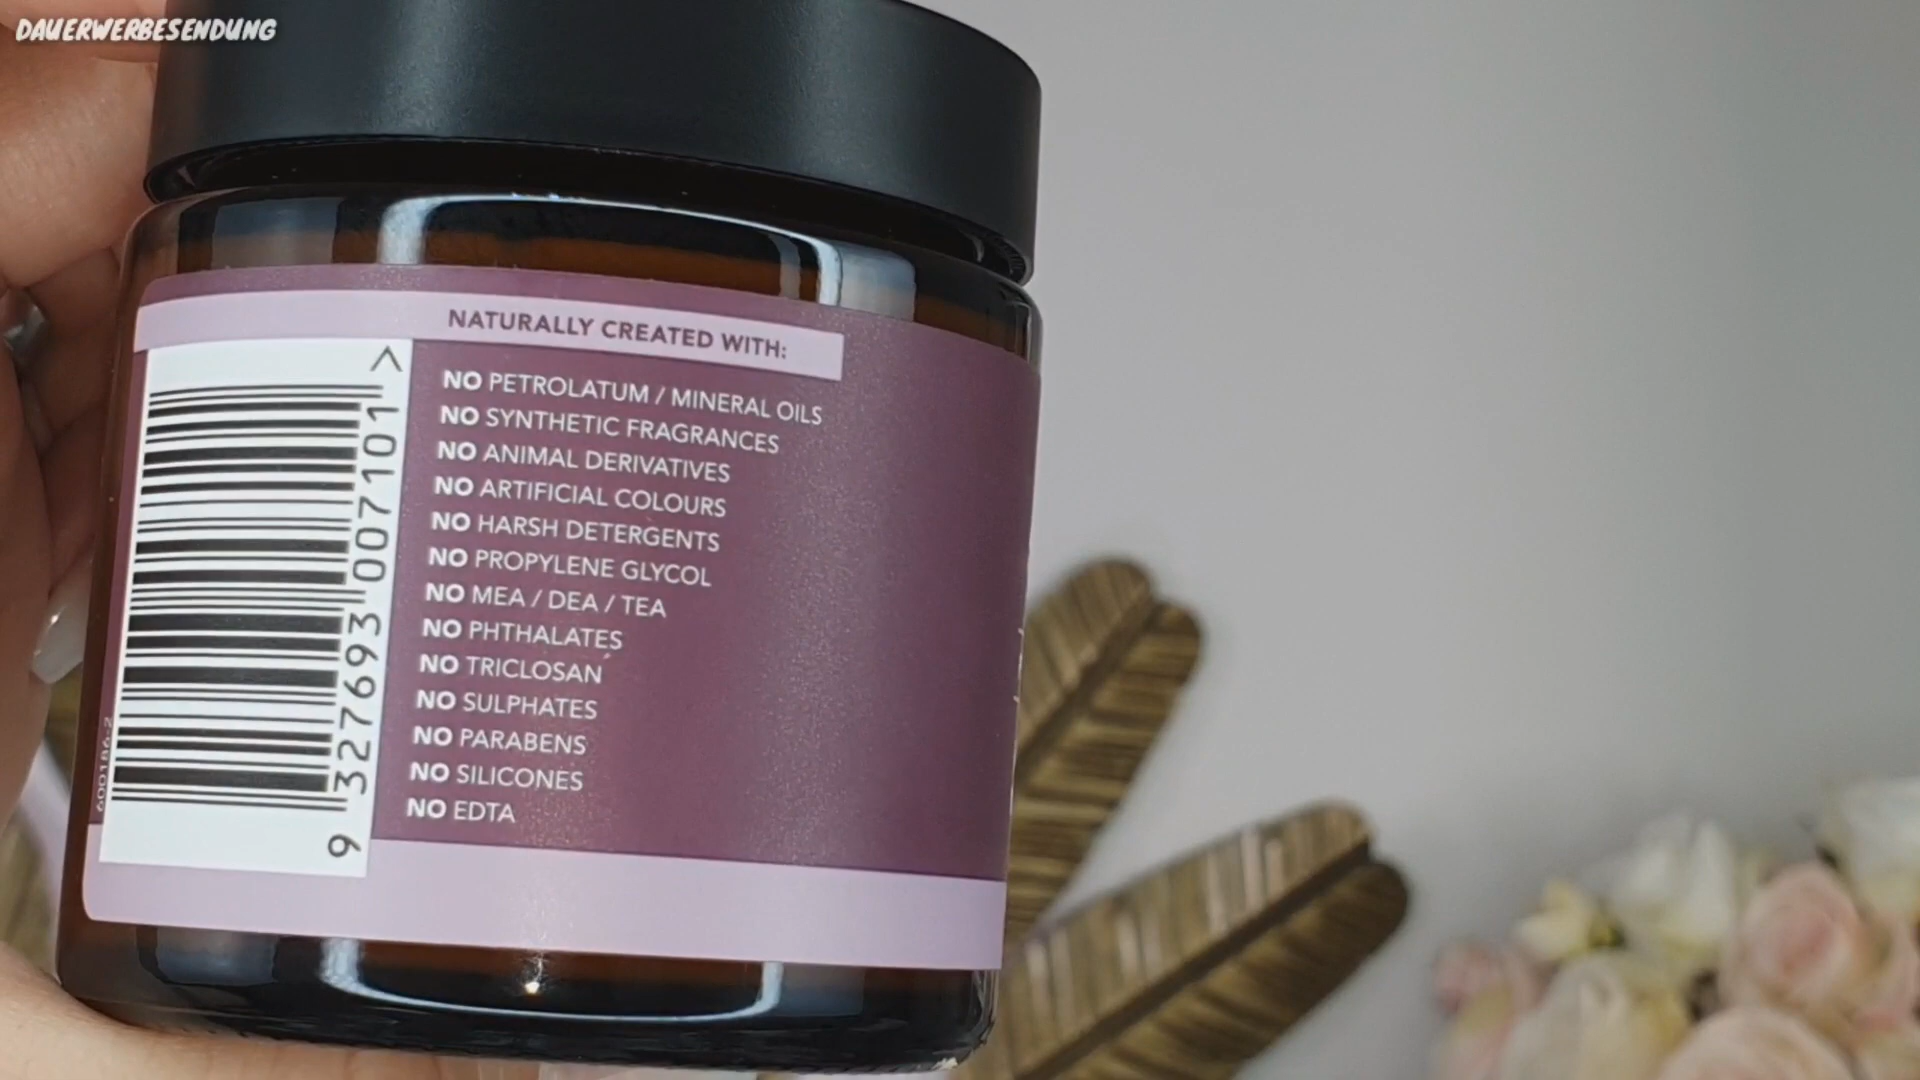 DAUERWERBESENDUNG
NATURALLY CREATED WITH:
NO PETROLATUM / MINERAL OILS
NO SYNTHETIC FRAGRANCES
NO ANIMAL DERIVATIVES
NO ARTIFICIAL COLOURS
NO HARSH DETERGENTS
NO PROPYLENE GLYCOL
NO MEA / DEA / TEA
NO PHTHALATES
NO TRICLOSAN
NO SULPHATES
NO PARABENS
NO SILICONES
NO EDTA
9 327693 007101 >
600186-2